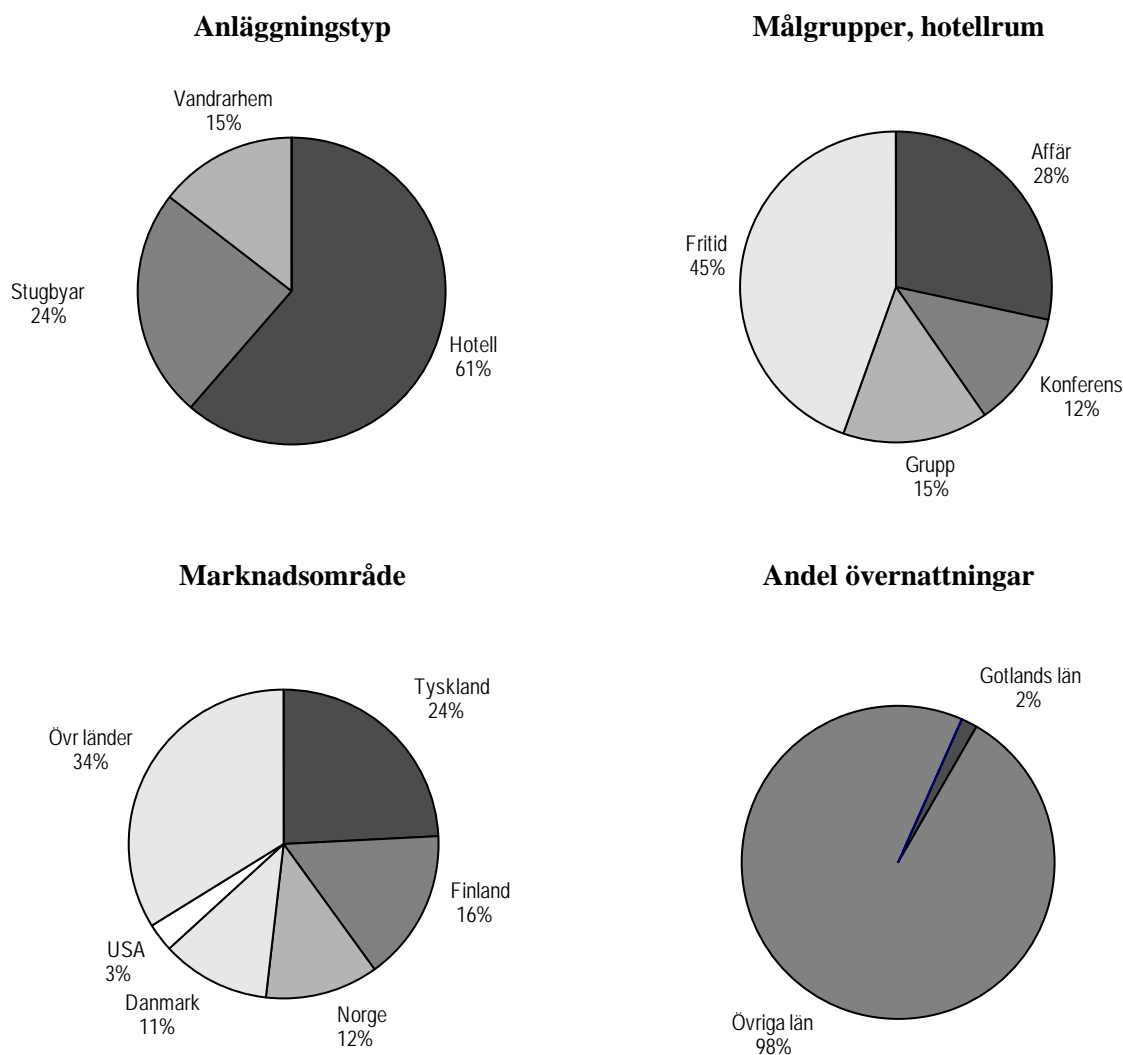 Anläggningstyp
Vandrarhem
15%
Stugbyar
24%
Hotell
61%
Målgrupper, hotellrum
Affär
28%
Fritid
45%
Konferens
12%
Grupp
15%
Marknadsområde
Tyskland
24%
Övr länder
34%
Finland
16%
USA
3%
Danmark
11%
Norge
12%
Andel övernattningar
Gotlands län
2%
Övriga län
98%